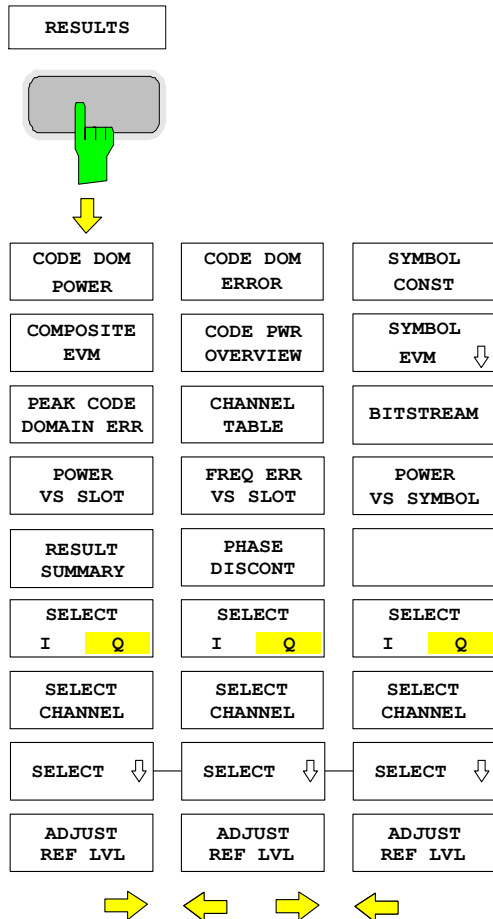 RESULTS
CODE DOM
POWER
CODE DOM
ERROR
SYMBOL
CONST
COMPOSITE
EVM
CODE PWR
OVERVIEW
SYMBOL
EVM
PEAK CODE
DOMAIN ERR
CHANNEL
TABLE
BITSTREAM
POWER
VS SLOT
FREQ ERR
VS SLOT
POWER
VS SYMBOL
RESULT
SUMMARY
PHASE
DISCONT
SELECT
I Q
SELECT
I Q
SELECT
I Q
SELECT
CHANNEL
SELECT
CHANNEL
SELECT
CHANNEL
SELECT
SELECT
SELECT
ADJUST
REF LVL
ADJUST
REF LVL
ADJUST
REF LVL